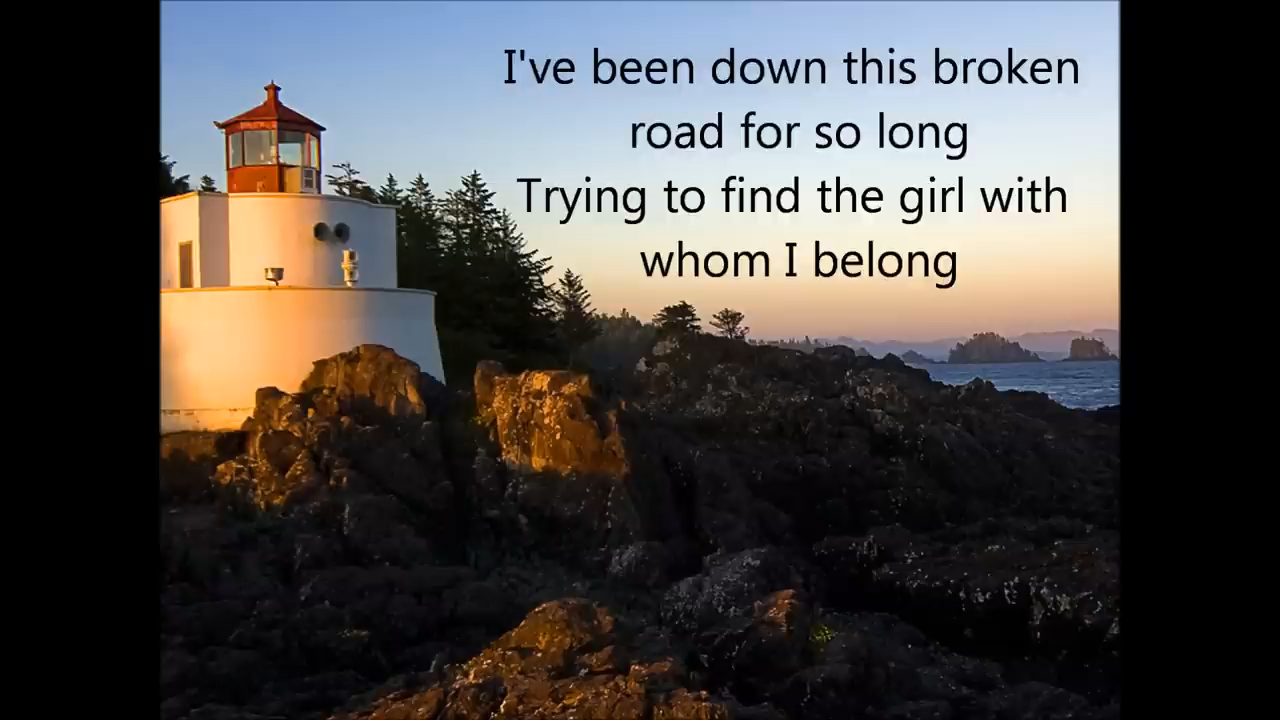 I've been down this broken
road for so long
Trying to find the girl with
whom I belong